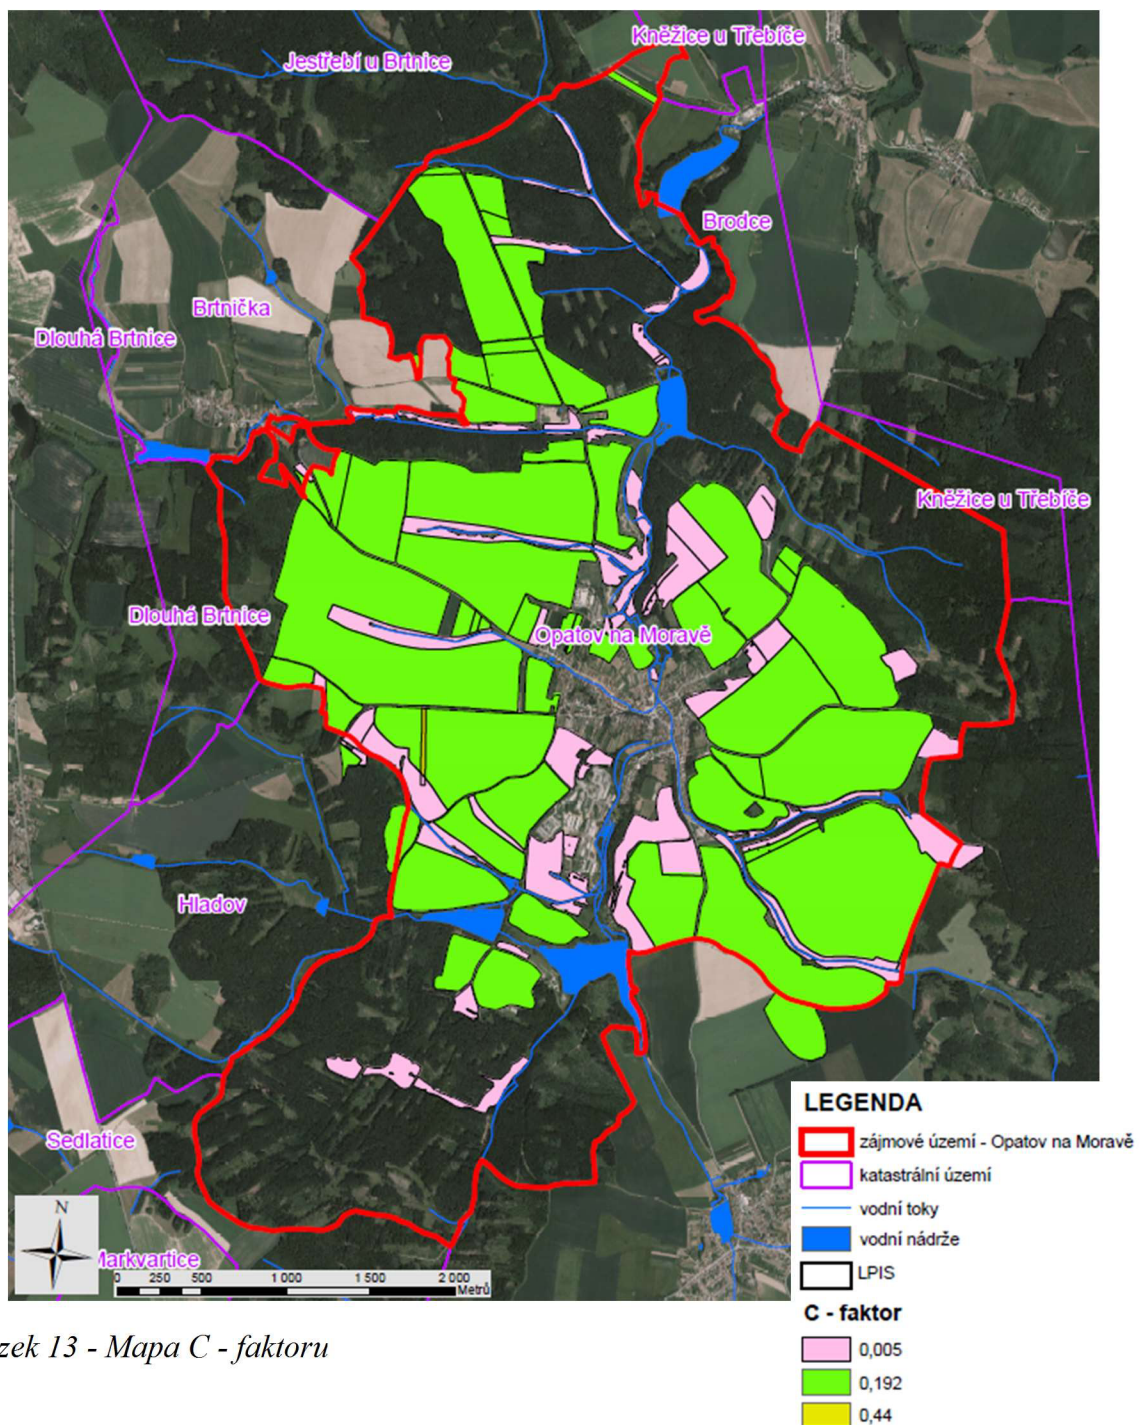 Kněžice u Třebíče
Jestřebí u Brtnice
Brodce
Brtnička
Dlouhá Brtnice
Kněžice u Třebíče
Dlouhá Brtnice
Opatov na Moravě
Hladov
Sedlatice
Markvartice
N
0 250 500 1 000 1 500 2 000
Metrů
LEGENDA
zájmové území - Opatov na Moravě
katastrální území
vodní toky
vodní nádrže
LPIS
C - faktor
0,005
0,192
0,44
zek 13 - Mapa C - faktoru